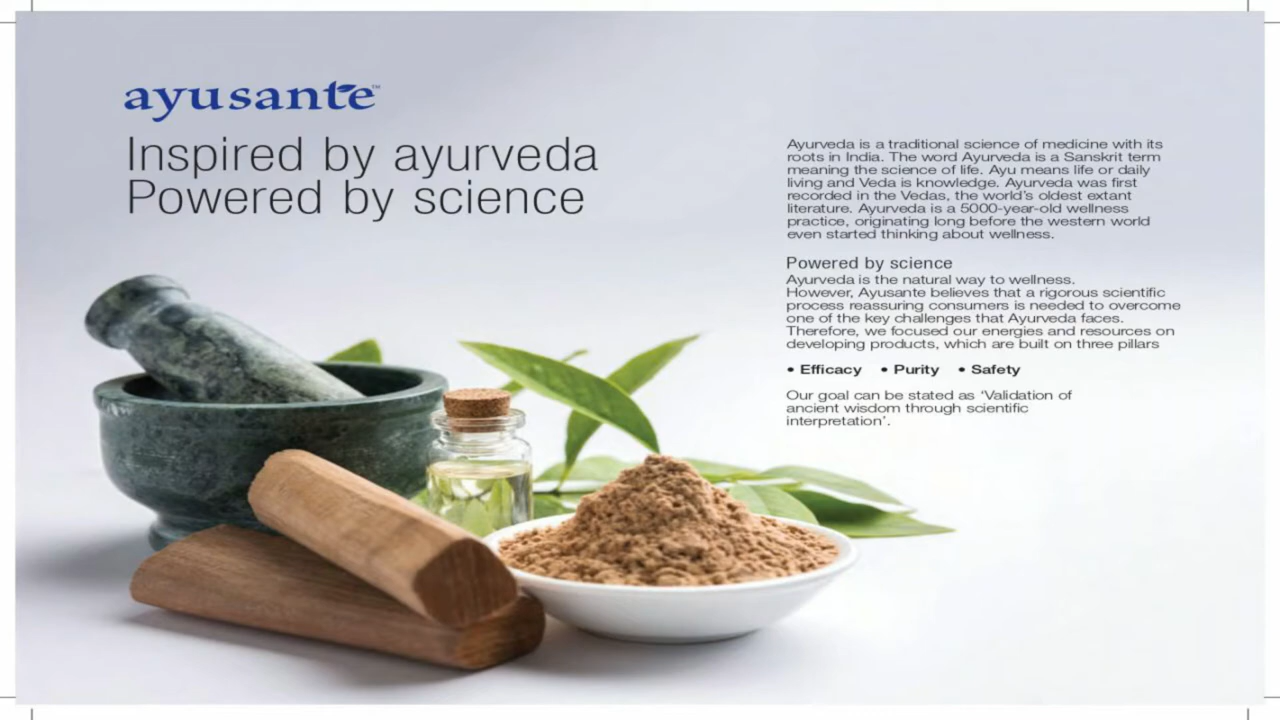 ayusante™
Inspired by ayurveda
Powered by science
Ayurveda is a traditional science of medicine with its
roots in India. The word Ayurveda is a Sanskrit term
meaning the science of life. Ayu means life or daily
living and Veda is knowledge. Ayurveda was first
recorded in the Vedas, the world's oldest extant
literature. Ayurveda is a 5000-year-old wellness
practice, originating long before the western world
even started thinking about wellness.
Powered by science
Ayurveda is the natural way to wellness.
However, Ayusante believes that a rigorous scientific
process reassuring consumers is needed to overcome
one of the key challenges that Ayurveda faces.
Therefore, we focused our energies and resources on
developing products, which are built on three pillars
• Efficacy • Purity • Safety
Our goal can be stated as ‘Validation of
ancient wisdom through scientific
interpretation’.